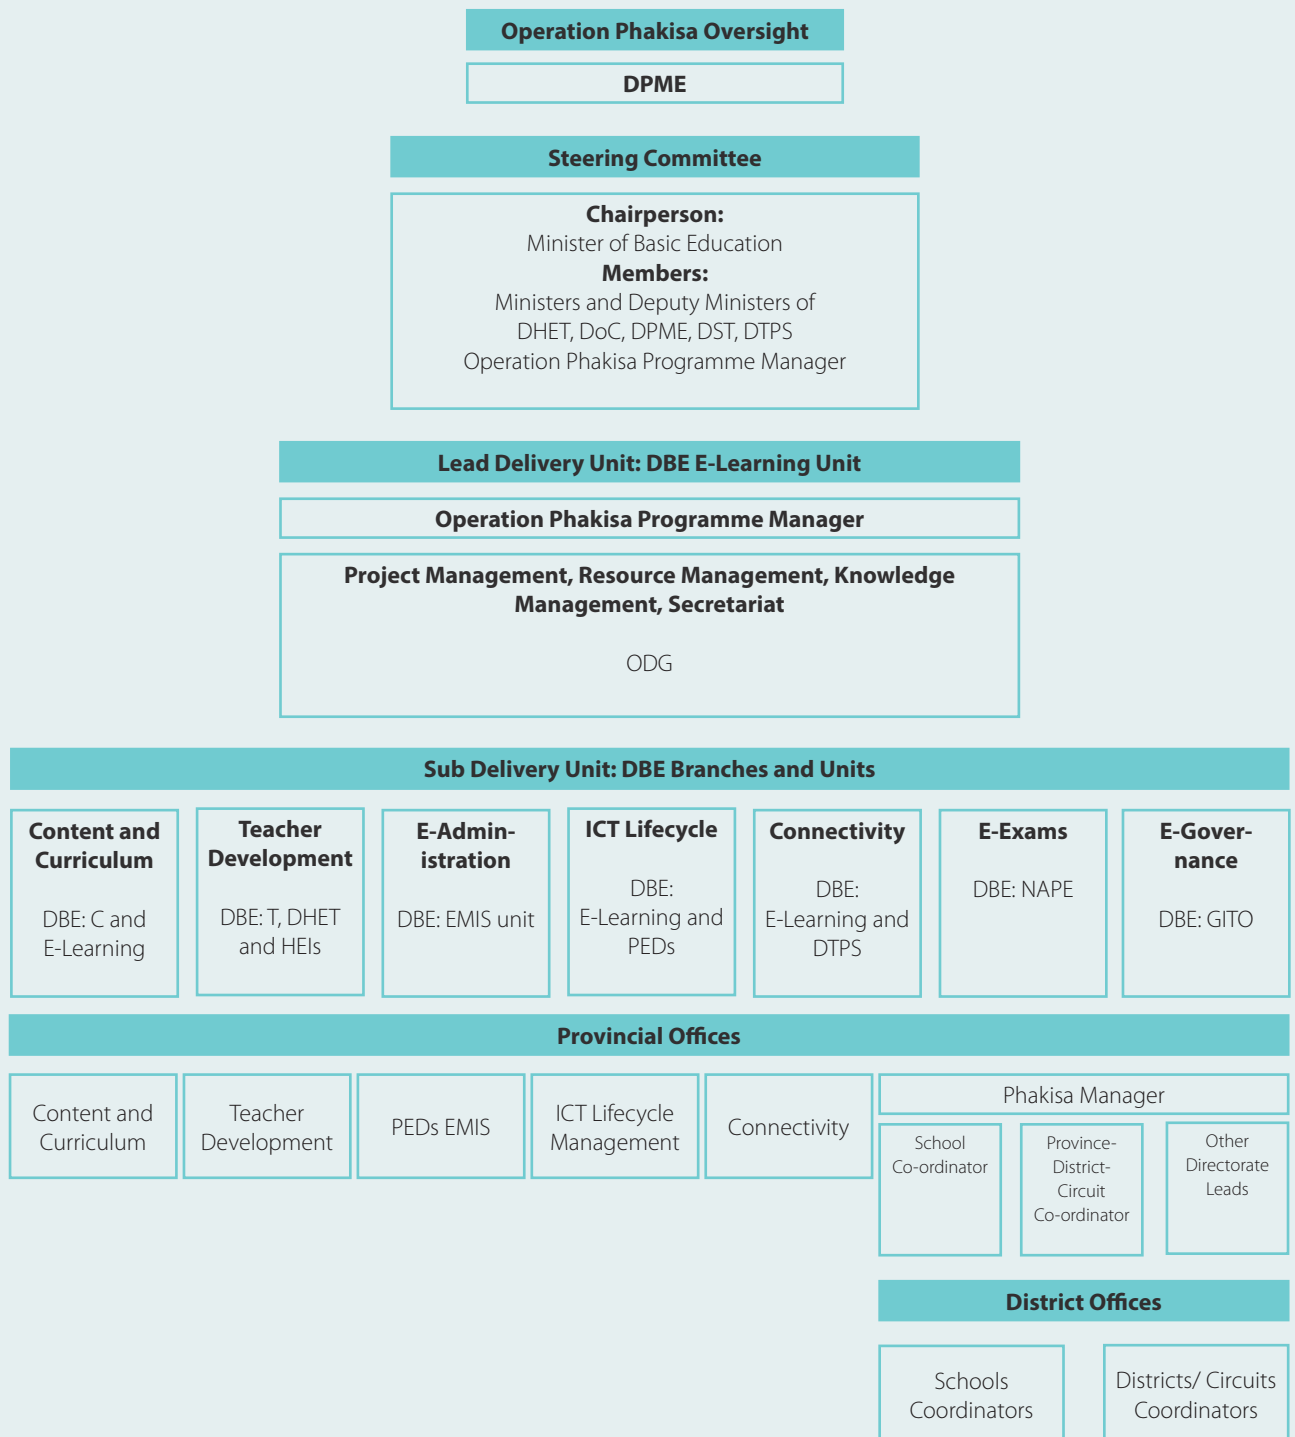 Operation Phakisa Oversight
DPME
Steering Committee
Chairperson:
Minister of Basic Education
Members:
Ministers and Deputy Ministers of
DHET, DoC, DPME, DST, DTPS
Operation Phakisa Programme Manager
Lead Delivery Unit: DBE E-Learning Unit
Operation Phakisa Programme Manager
Project Management, Resource Management, Knowledge
Management, Secretariat
ODG
Sub Delivery Unit: DBE Branches and Units
Content and
Curriculum
DBE: C and
E-Learning
Teacher
Development
DBE: T, DHET
and HEIs
E-Admin-
istration
DBE: EMIS unit
ICT Lifecycle
DBE:
E-Learning and
PEDs
Connectivity
DBE:
E-Learning and
DTPS
E-Exams
DBE: NAPE
E-Gover-
nance
DBE: GITO
Provincial Offices
Content and
Curriculum
Teacher
Development
PEDs EMIS
ICT Lifecycle
Management
Connectivity
Phakisa Manager
School
Co-ordinator
Province-
District-
Circuit
Co-ordinator
Other
Directorate
Leads
District Offices
Schools
Coordinators
Districts/ Circuits
Coordinators